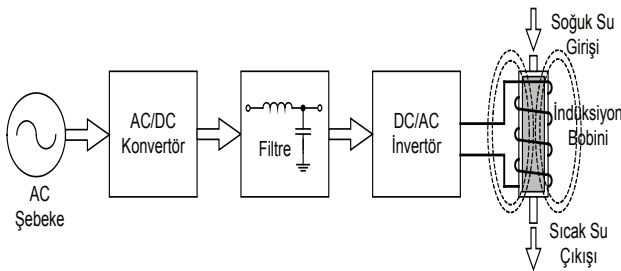 AC
Şebeke
AC/DC
Konvertör
Filtre
DC/AC
İnvertör
Soğuk Su
Girişi
İndüksiyon
Bobini
Sıcak Su
Çıkışı